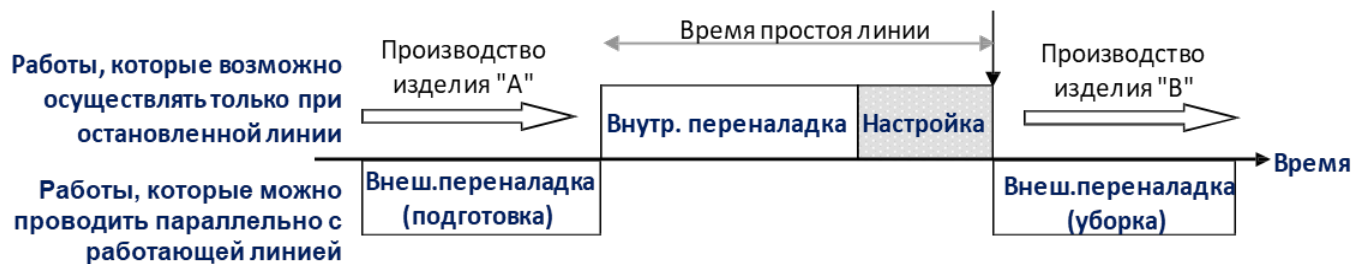 Время простоя линии
Производство
изделия "А"
Производство
изделия "В"
Работы, которые возможно
осуществлять только при
остановленной линии
Внутр. переналадка
Настройка
Время
Работы, которые можно
проводить параллельно с
работающей линией
Внеш.переналадка
(подготовка)
Внеш.переналадка
(уборка)